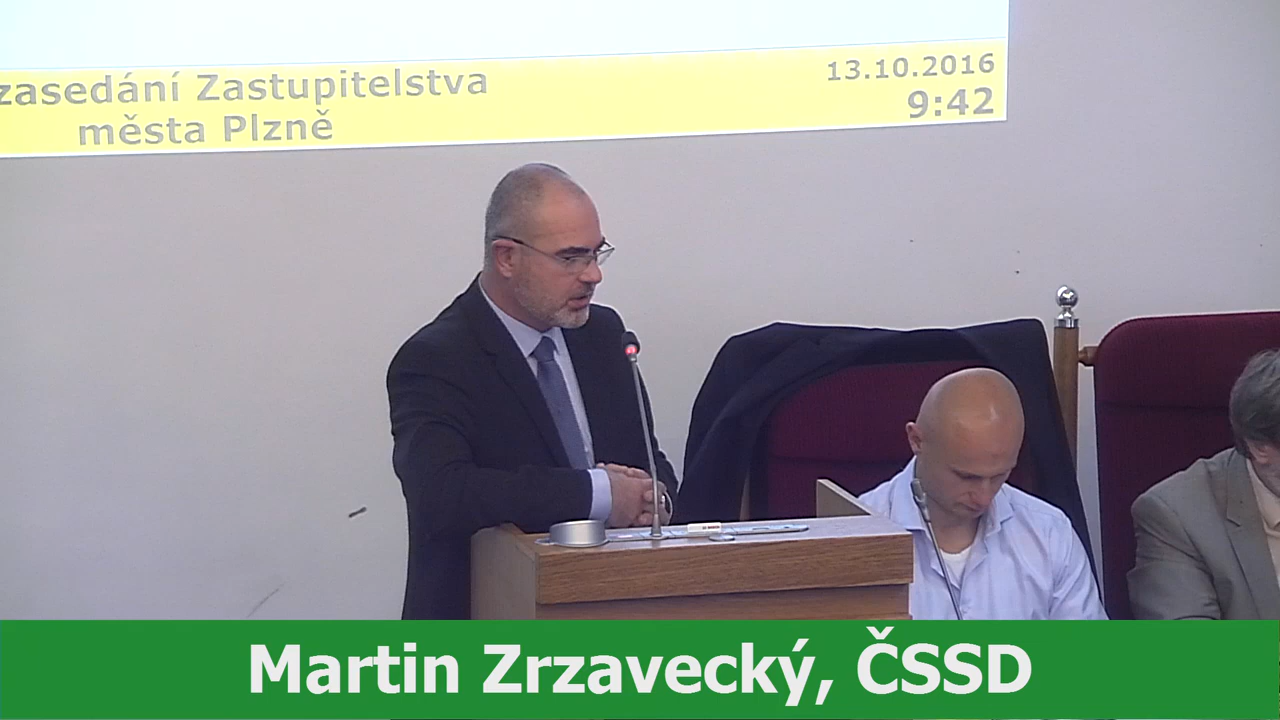 zasedání Zastupitelstva
města Plzně
13.10.2016
9:42
Martin Zrzavecký, ČSSD